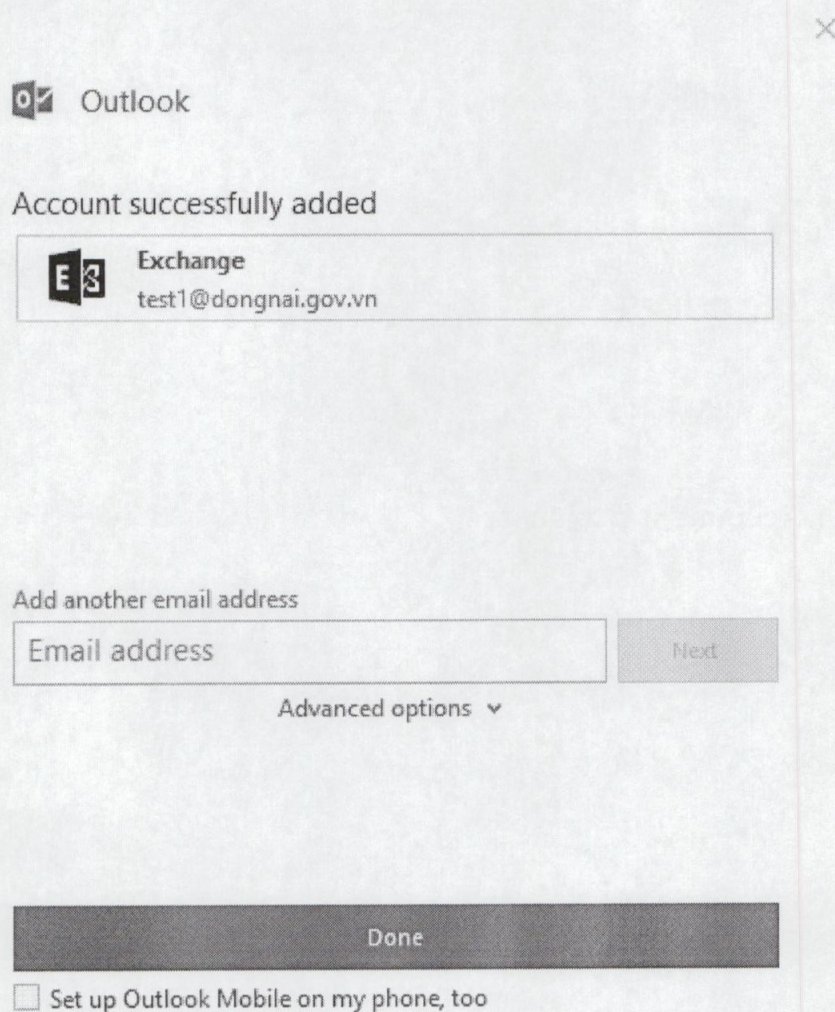 Outlook
Account successfully added
Exchange
test1@dongnai.gov.vn
Add another email address
Email address
Next
Advanced options
Done
Set up Outlook Mobile on my phone, too